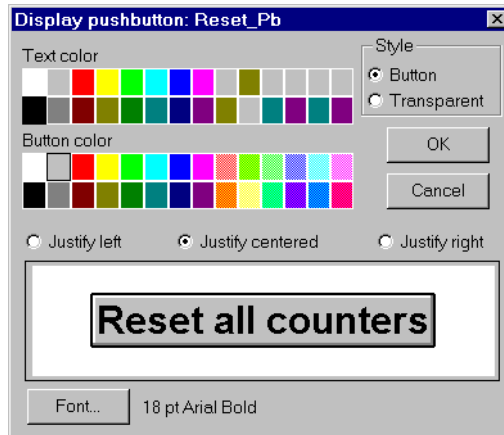 Display pushbutton: Reset_Pb
Text color
Style
Button
Transparent
Button color
OK
Cancel
Justify left
Justify centered
Justify right
Reset all counters
Font...
18 pt Arial Bold